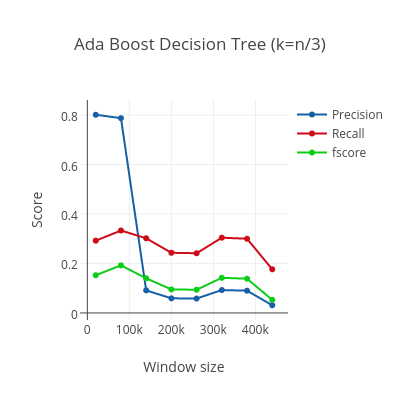 Ada Boost Decision Tree (k=n/3)
Precision
Recall
fscore
Score
0.8
0.6
0.4
0.2
0
0 100k 200k 300k 400k
Window size